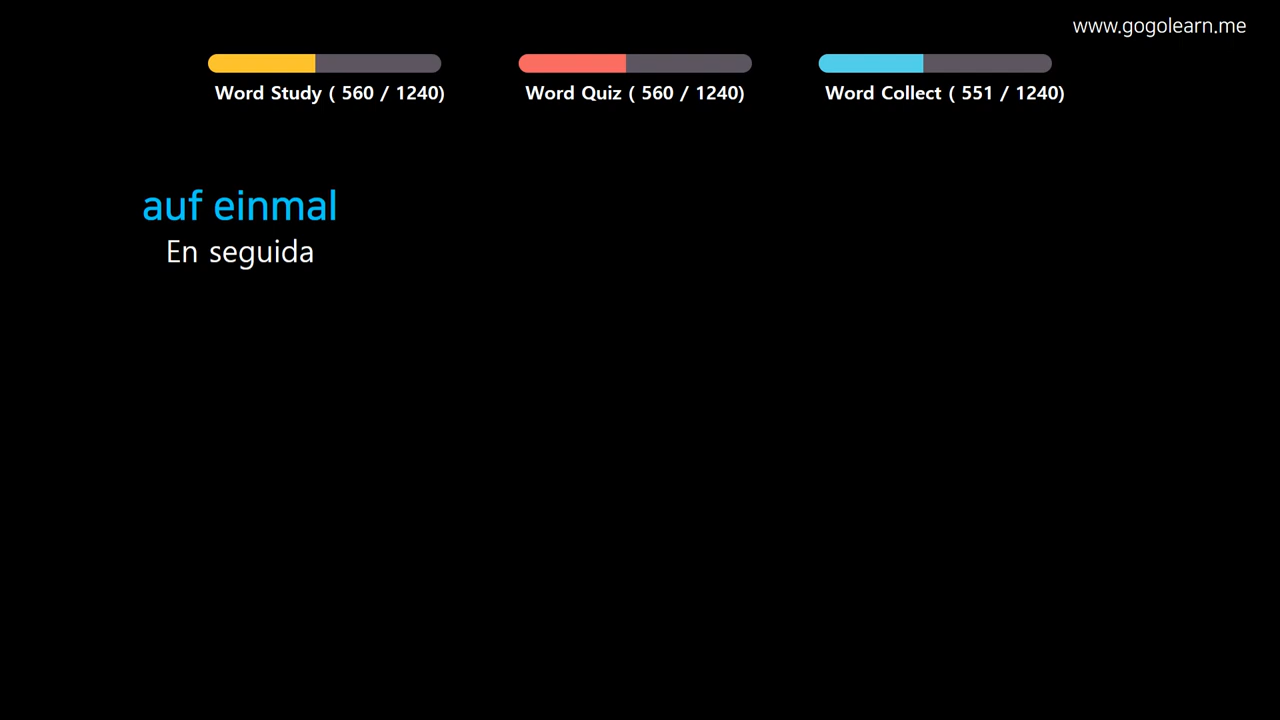 www.gogolearn.me
Word Study ( 560 / 1240)
Word Quiz ( 560 / 1240)
Word Collect ( 551 / 1240)
auf einmal
En seguida